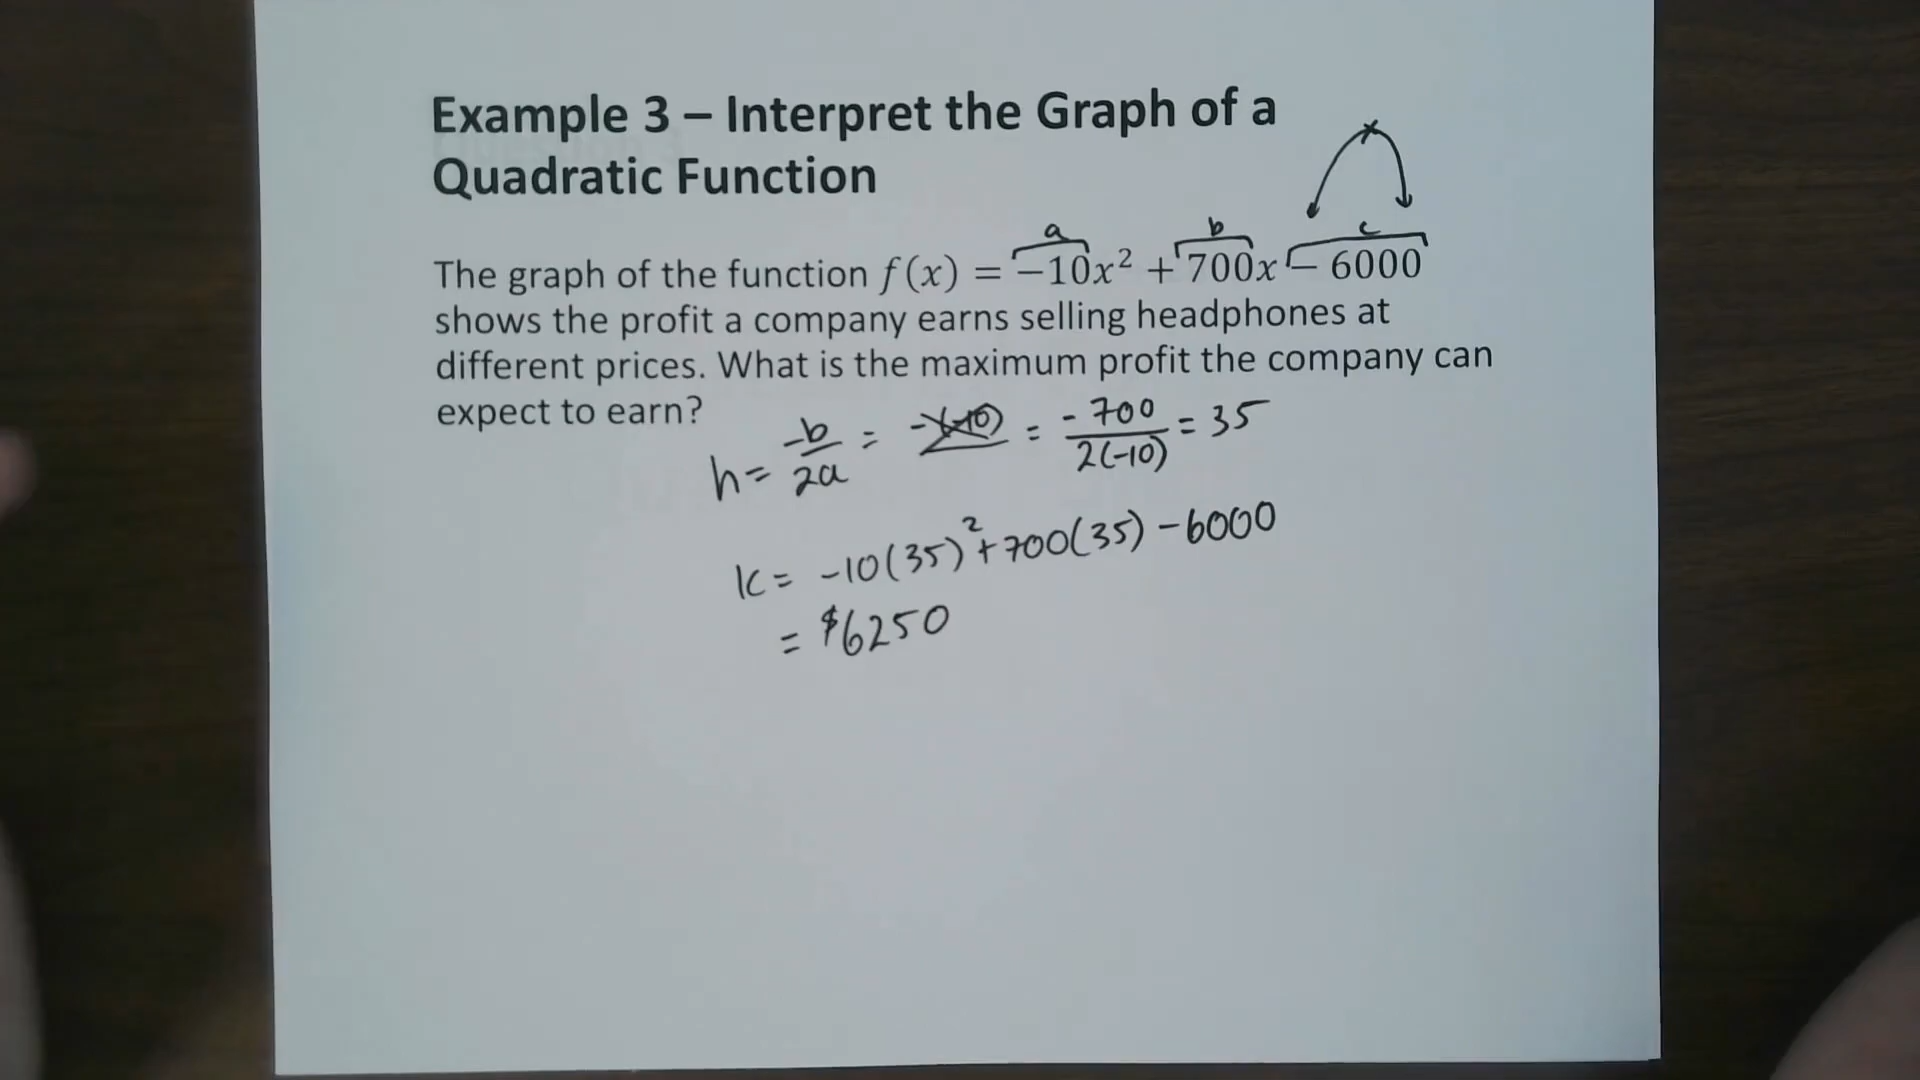 Example 3 – Interpret the Graph of a
Quadratic Function
a b c
The graph of the function f(x) = −10x² + 700x − 6000
shows the profit a company earns selling headphones at
different prices. What is the maximum profit the company can
expect to earn?
h = -b/2a = = -700/2(-10) = 35
k = -10(35)² + 700(35) - 6000
= $6250